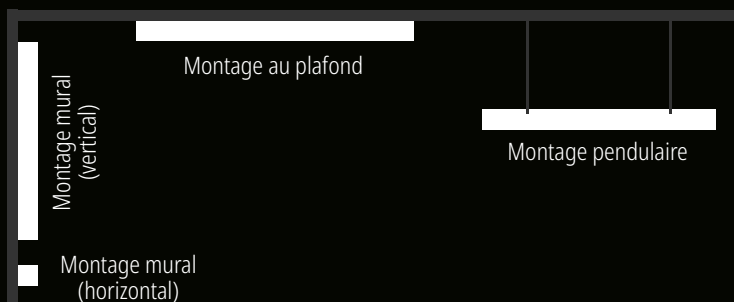 Montage au plafond
Montage mural
(vertical)
Montage pendulaire
Montage mural
(horizontal)